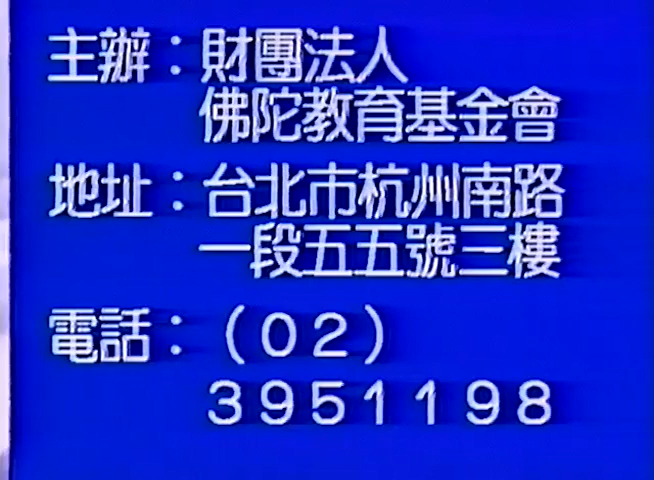 主辦：財團法人
佛陀教育基金會
地址：台北市杭州南路
一段五五號三樓
電話：(02)
3951198